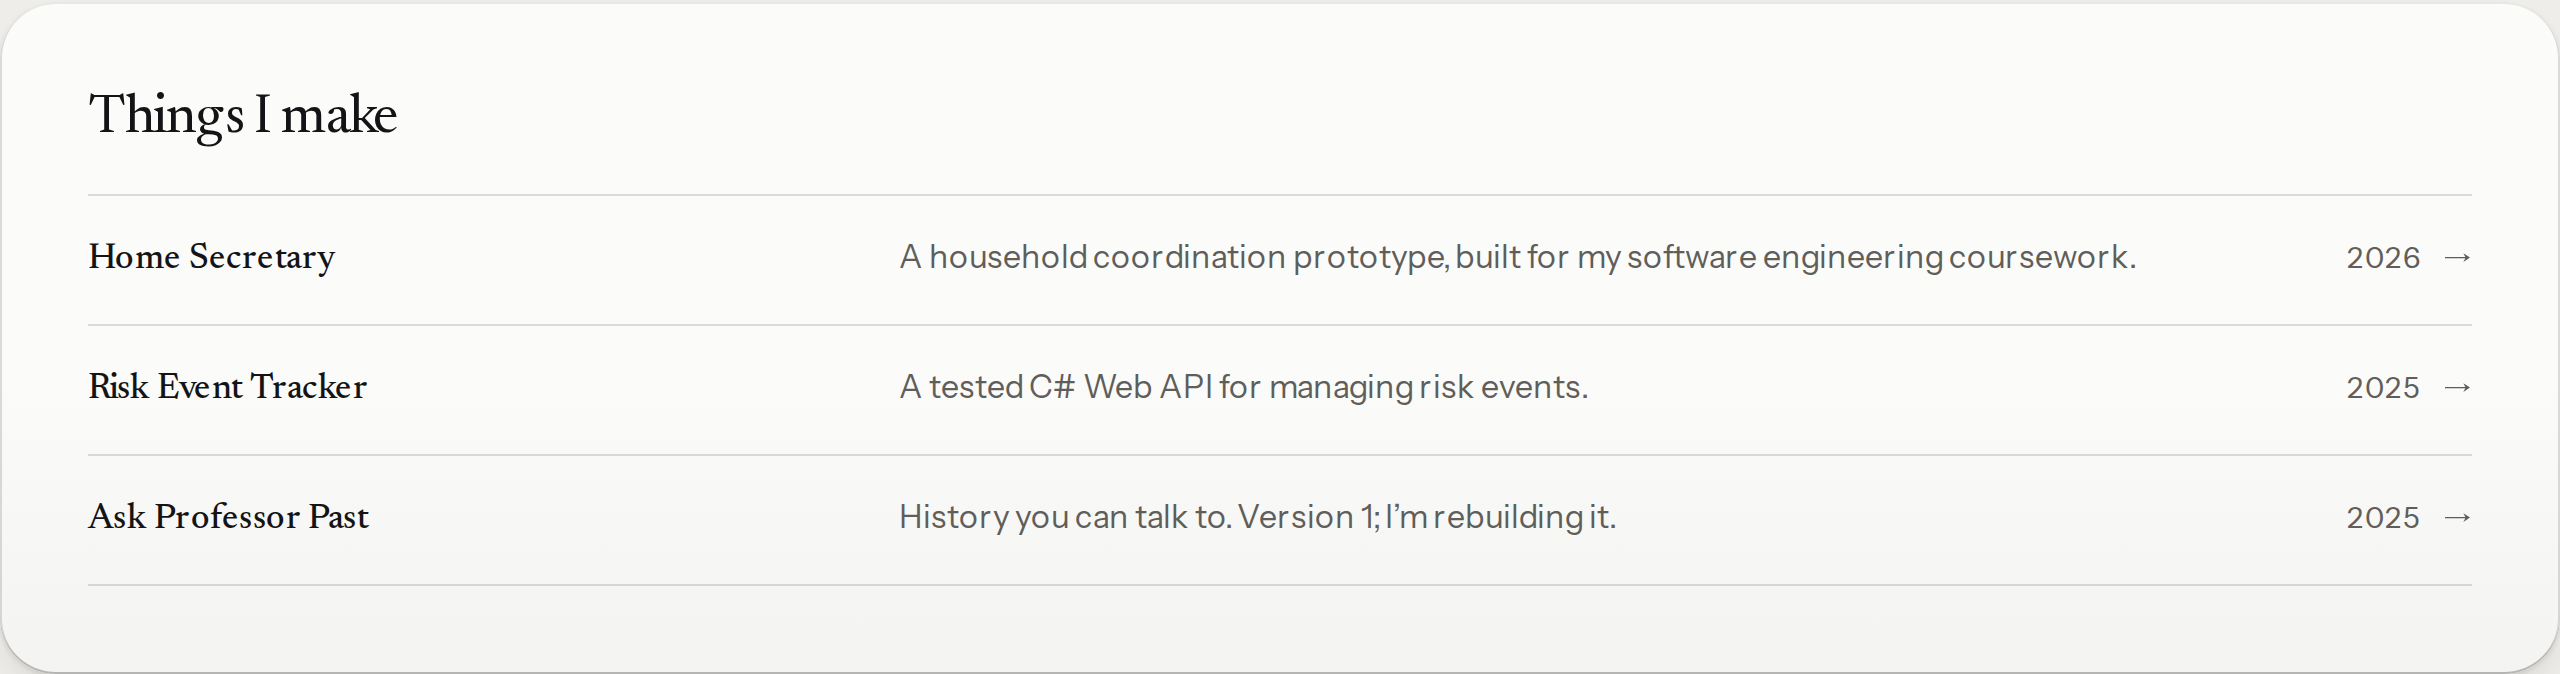 Things I make
Home Secretary A household coordination prototype, built for my software engineering coursework. 2026 →
Risk Event Tracker A tested C# Web API for managing risk events. 2025 →
Ask Professor Past History you can talk to. Version 1; I’m rebuilding it. 2025 →